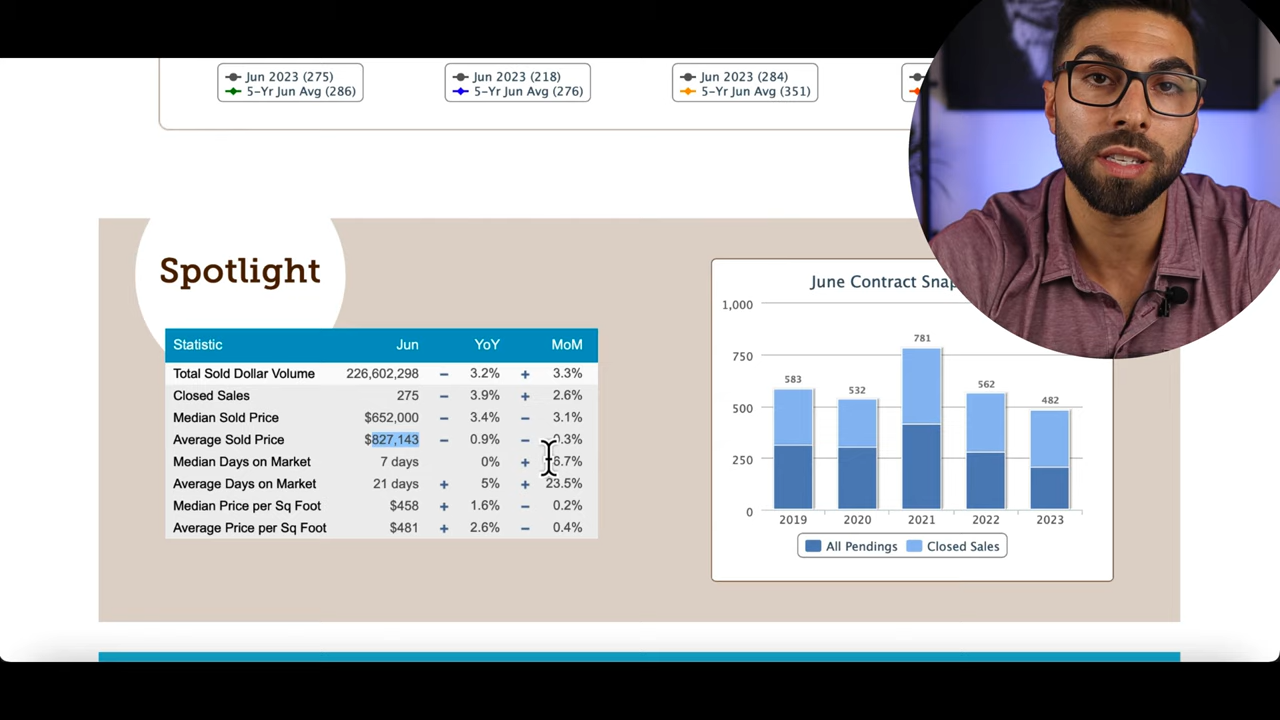 Jun 2023 (275)
5-Yr Jun Avg (286)
Jun 2023 (218)
5-Yr Jun Avg (276)
Jun 2023 (284)
5-Yr Jun Avg (351)
Spotlight
Statistic Jun YoY MoM
Total Sold Dollar Volume 226,602,298 − 3.2% + 3.3%
Closed Sales 275 − 3.9% + 2.6%
Median Sold Price $652,000 − 3.4% − 3.1%
Average Sold Price $827,143 − 0.9% − 0.3%
Median Days on Market 7 days 0% +
Average Days on Market 21 days + 5% + 23.5%
Median Price per Sq Foot $458 + 1.6% − 0.2%
Average Price per Sq Foot $481 + 2.6% − 0.4%
June Contract
1,000
750
500
250
0
583
532
781
562
482
2019 2020 2021 2022 2023
All Pendings Closed Sales